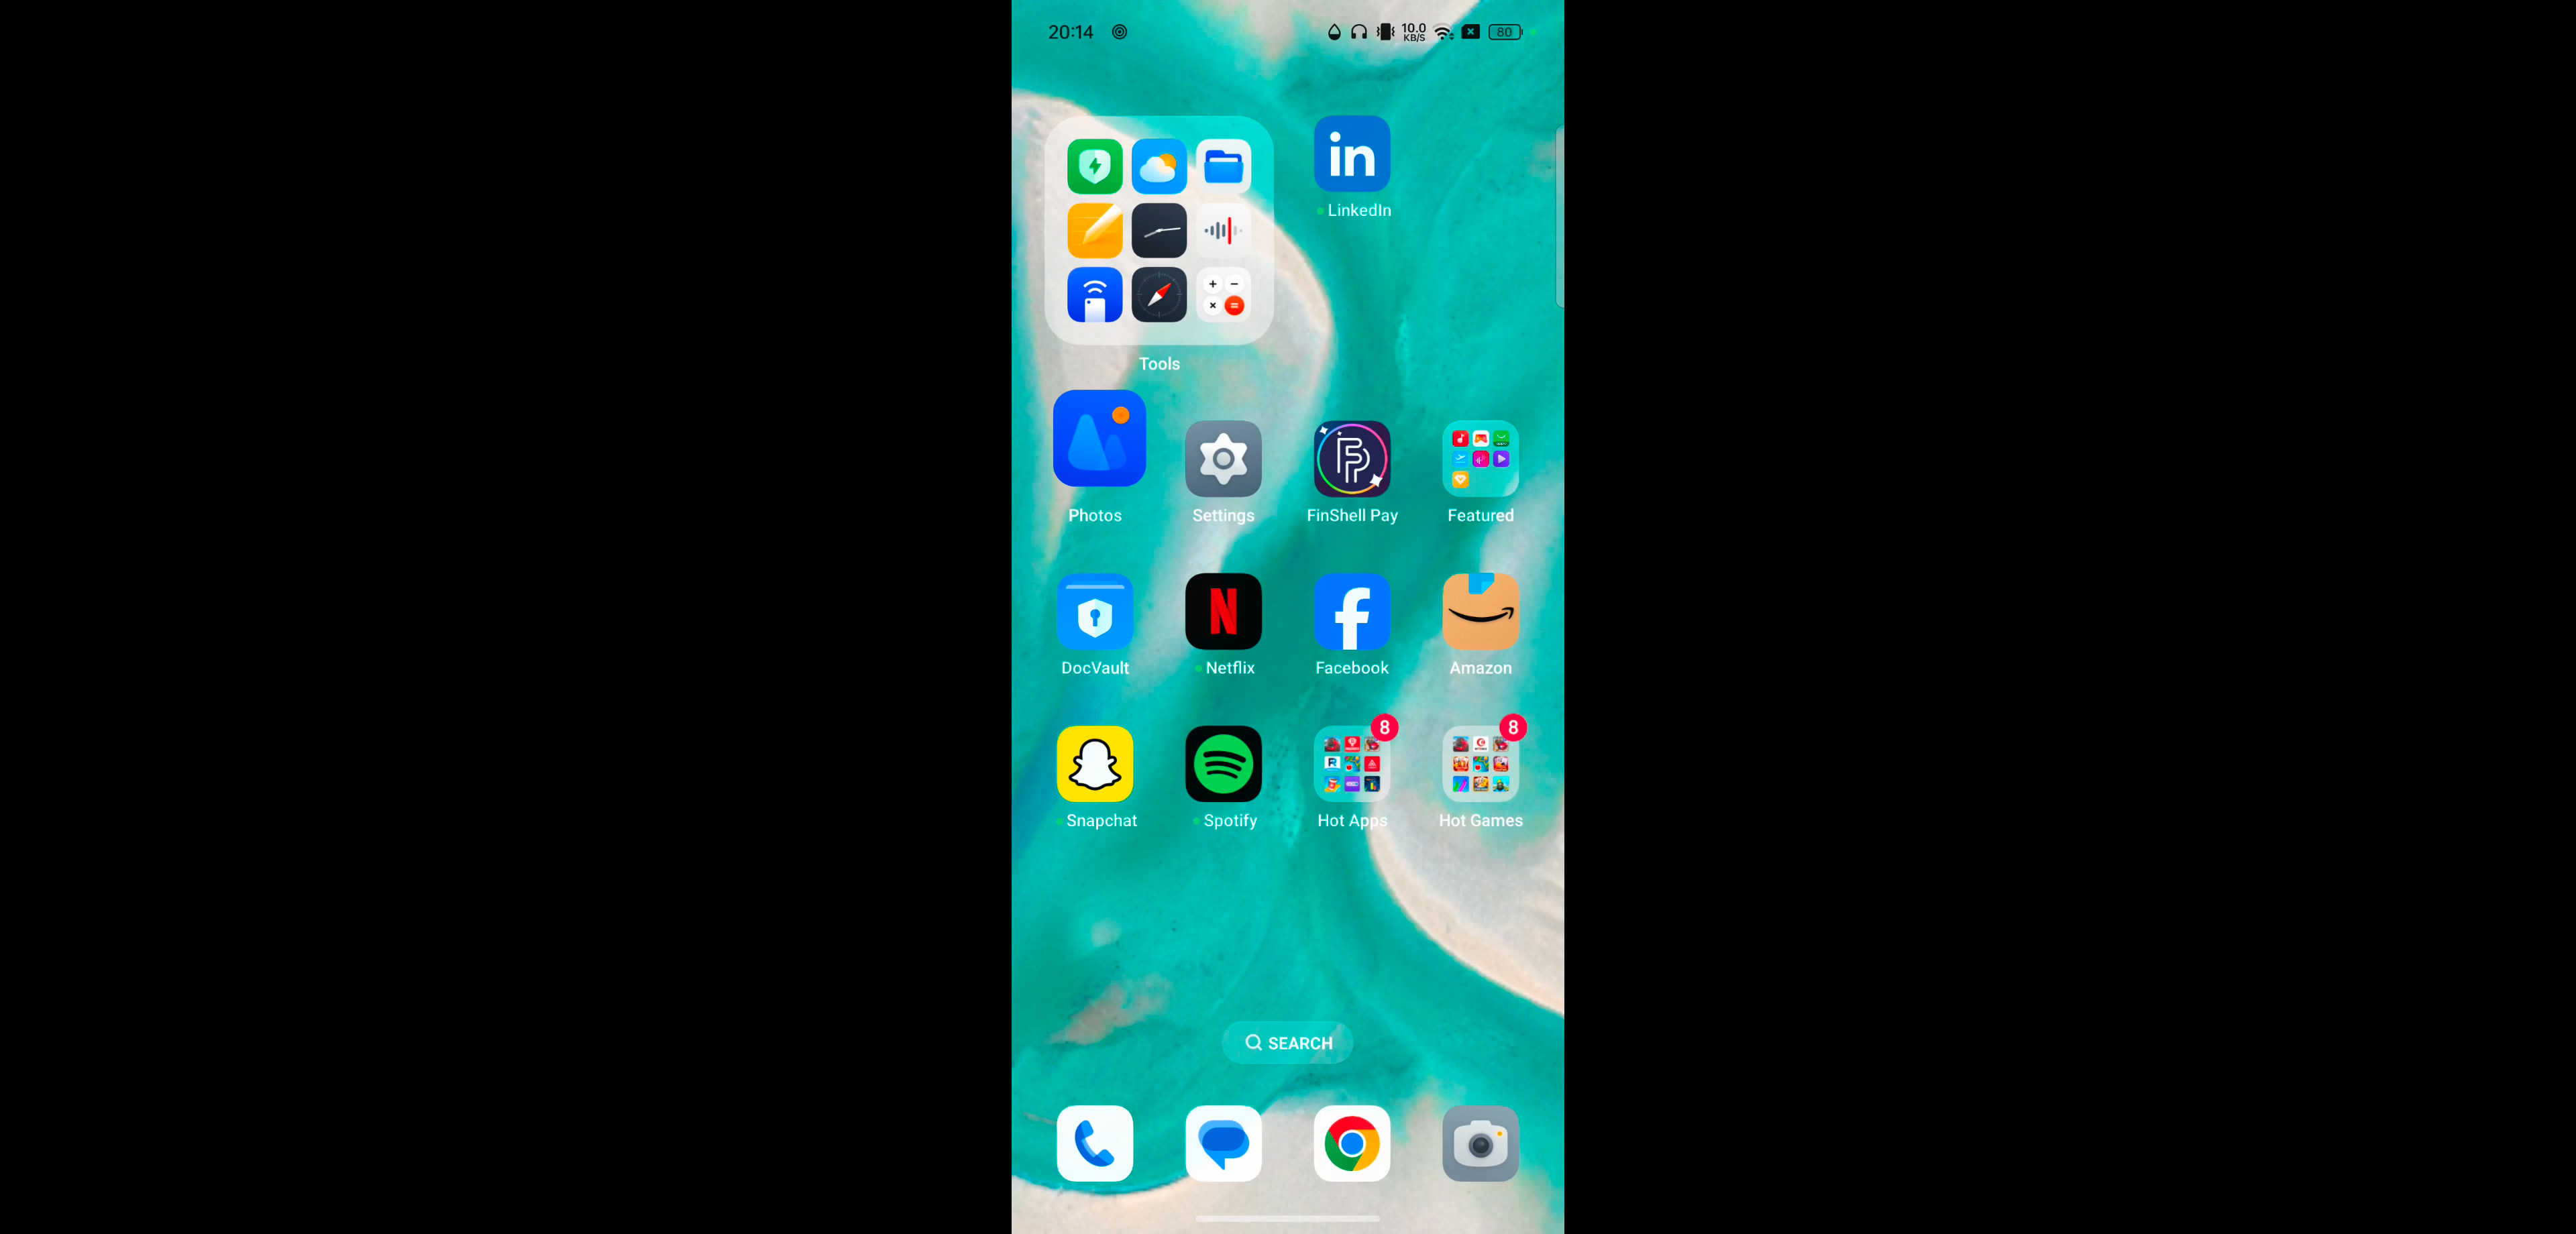 20:14 10.0 KB/S 80
in
LinkedIn
Tools
Photos Settings FinShell Pay Featured
N f
DocVault Netflix Facebook Amazon
8 8
Snapchat Spotify Hot Apps Hot Games
SEARCH